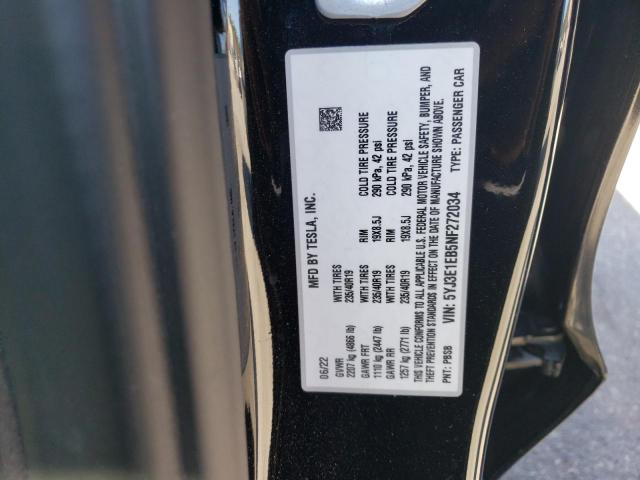 MFD BY TESLA, INC.
06/22
GVWR WITH TIRES RIM COLD TIRE PRESSURE
2207 kg (4866 lb) 235/40R19 19X8.5J 290 kPa, 42 psi
GAWR FRT WITH TIRES RIM COLD TIRE PRESSURE
1110 kg (2447 lb) 235/40R19 19X8.5J 290 kPa, 42 psi
GAWR RR
1257 kg (2771 lb) 235/40R19
THIS VEHICLE CONFORMS TO ALL APPLICABLE U.S. FEDERAL MOTOR VEHICLE SAFETY, BUMPER, AND
THEFT PREVENTION STANDARDS IN EFFECT ON THE DATE OF MANUFACTURE SHOWN ABOVE.
VIN: 5YJ3E1EB5NF272034 TYPE: PASSENGER CAR
PNT: PBSB